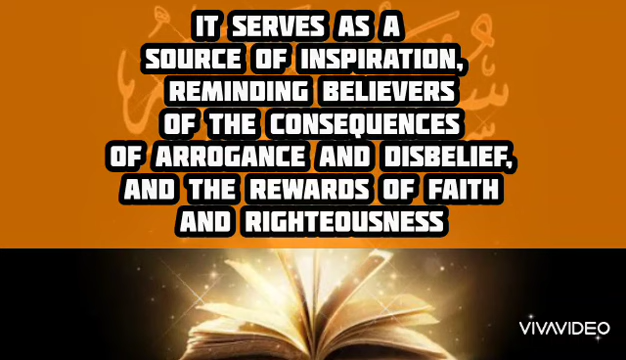 IT SERVES AS A
SOURCE OF INSPIRATION,
REMINDING BELIEVERS
OF THE CONSEQUENCES
OF ARROGANCE AND DISBELIEF,
AND THE REWARDS OF FAITH
AND RIGHTEOUSNESS
VIVAVIDEO